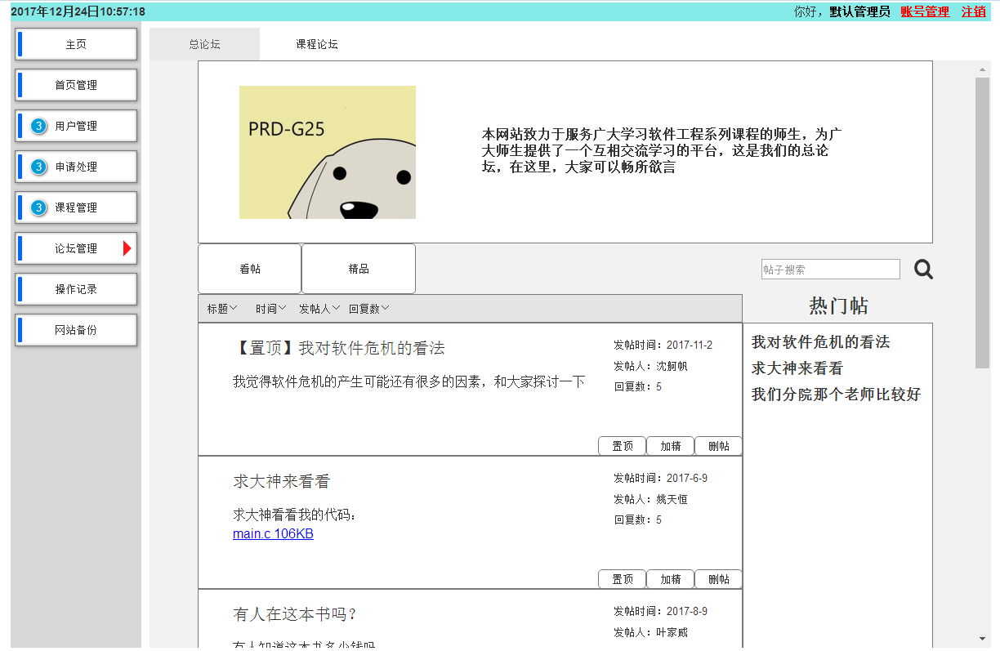 2017年12月24日10:57:18
你好，默认管理员 账号管理 注销
主页
首页管理
3 用户管理
3 申请处理
3 课程管理
论坛管理
操作记录
网站备份
总论坛 课程论坛
PRD-G25
本网站致力于服务广大学习软件工程系列课程的师生，为广
大师生提供了一个互相交流学习的平台，这是我们的总论
坛，在这里，大家可以畅所欲言
看帖 精品
帖子搜索
标题 时间 发帖人 回复数
热门帖
我对软件危机的看法
求大神来看看
我们分院那个老师比较好
【置顶】我对软件危机的看法
我觉得软件危机的产生可能还有很多的因素，和大家探讨一下
发帖时间：2017-11-2
发帖人：沈舸帆
回复数：5
置顶 加精 删帖
求大神来看看
求大神看看我的代码：
main.c 106KB
发帖时间：2017-6-9
发帖人：姚天恒
回复数：5
置顶 加精 删帖
有人在这本书吗？
有人知道这本书多少钱吗
发帖时间：2017-8-9
发帖人：叶家威